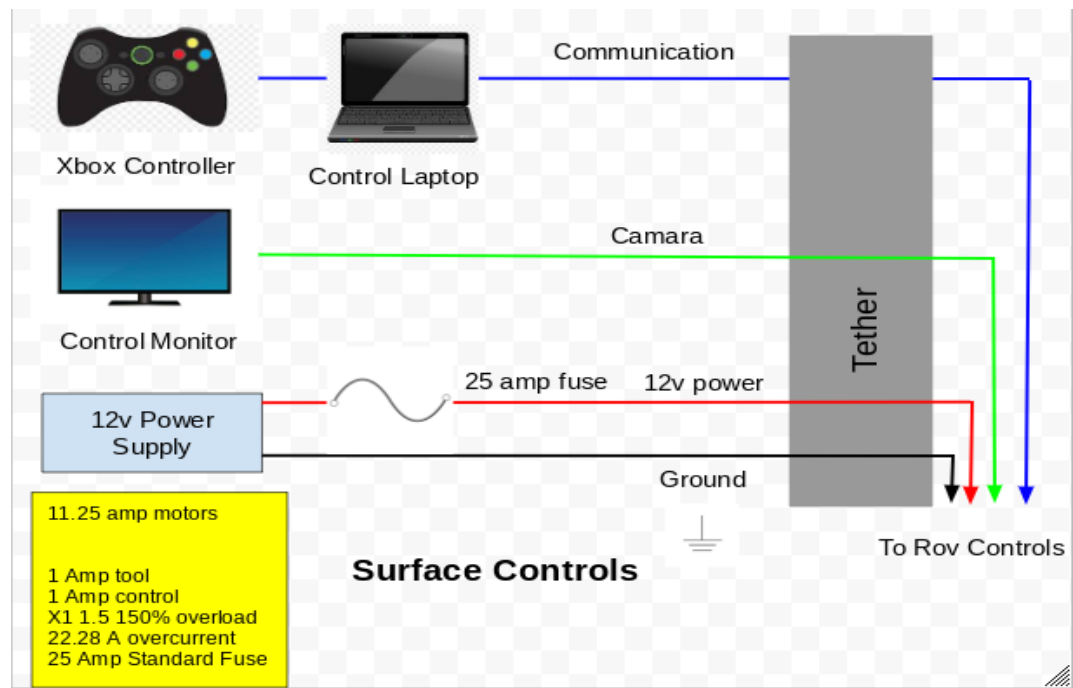 Communication
Xbox Controller
Control Laptop
Camara
Tether
Control Monitor
25 amp fuse
12v power
12v Power
Supply
Ground
11.25 amp motors
1 Amp tool
1 Amp control
X1 1.5 150% overload
22.28 A overcurrent
25 Amp Standard Fuse
Surface Controls
To Rov Controls